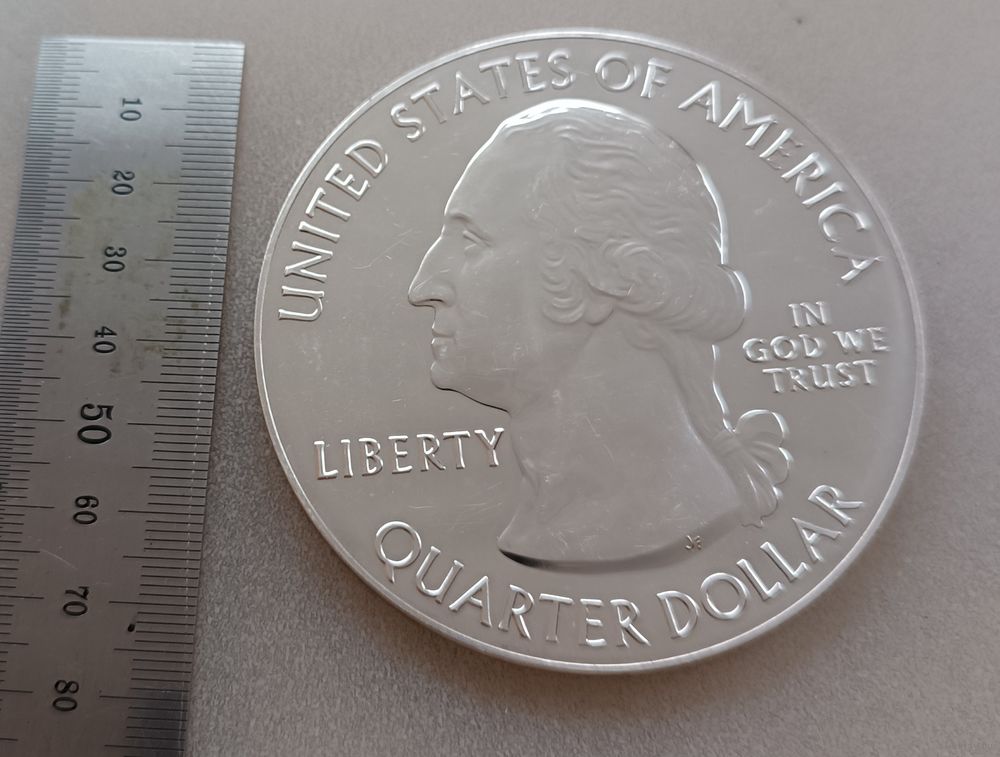 10
20
30
40
50
60
70
80
UNITED STATES OF AMERICA
IN
GOD WE
TRUST
LIBERTY
JF
QUARTER DOLLAR